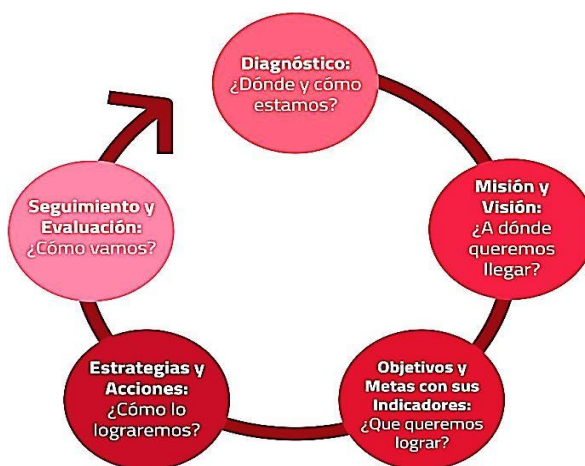 Diagnóstico:
¿Dónde y cómo
estamos?
Misión y
Visión:
¿A dónde
queremos
llegar?
Objetivos y
Metas con sus
Indicadores:
¿Que queremos
lograr?
Estrategias y
Acciones:
¿Cómo lo
lograremos?
Seguimiento y
Evaluación:
¿Cómo vamos?